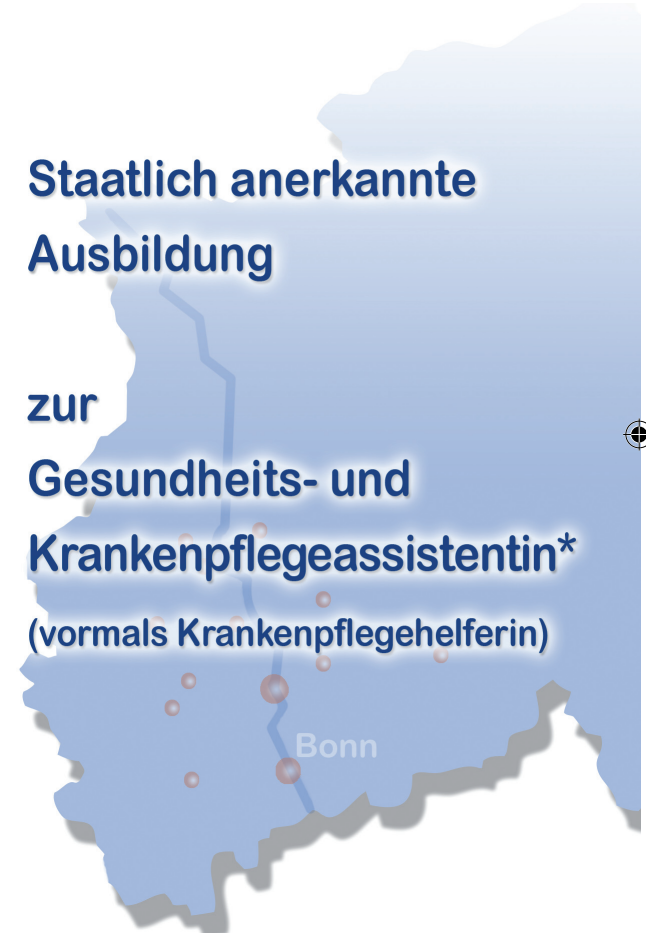 Staatlich anerkannte
Ausbildung
zur
Gesundheits- und
Krankenpflegeassistentin*
(vormals Krankenpflegehelferin)
Bonn